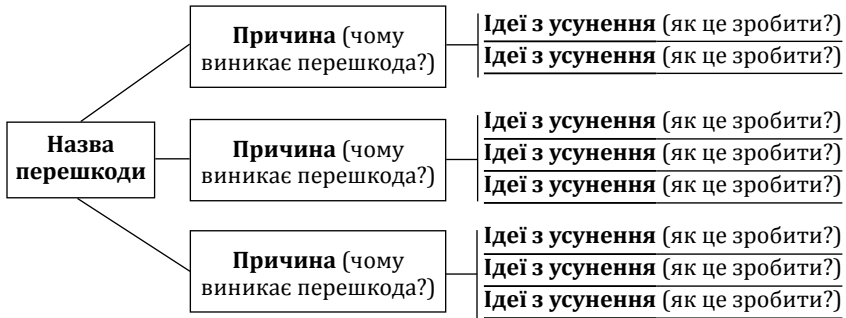 Назва
перешкоди
Причина (чому
виникає перешкода?)
Ідеї з усунення (як це зробити?)
Ідеї з усунення (як це зробити?)
Причина (чому
виникає перешкода?)
Ідеї з усунення (як це зробити?)
Ідеї з усунення (як це зробити?)
Ідеї з усунення (як це зробити?)
Причина (чому
виникає перешкода?)
Ідеї з усунення (як це зробити?)
Ідеї з усунення (як це зробити?)
Ідеї з усунення (як це зробити?)